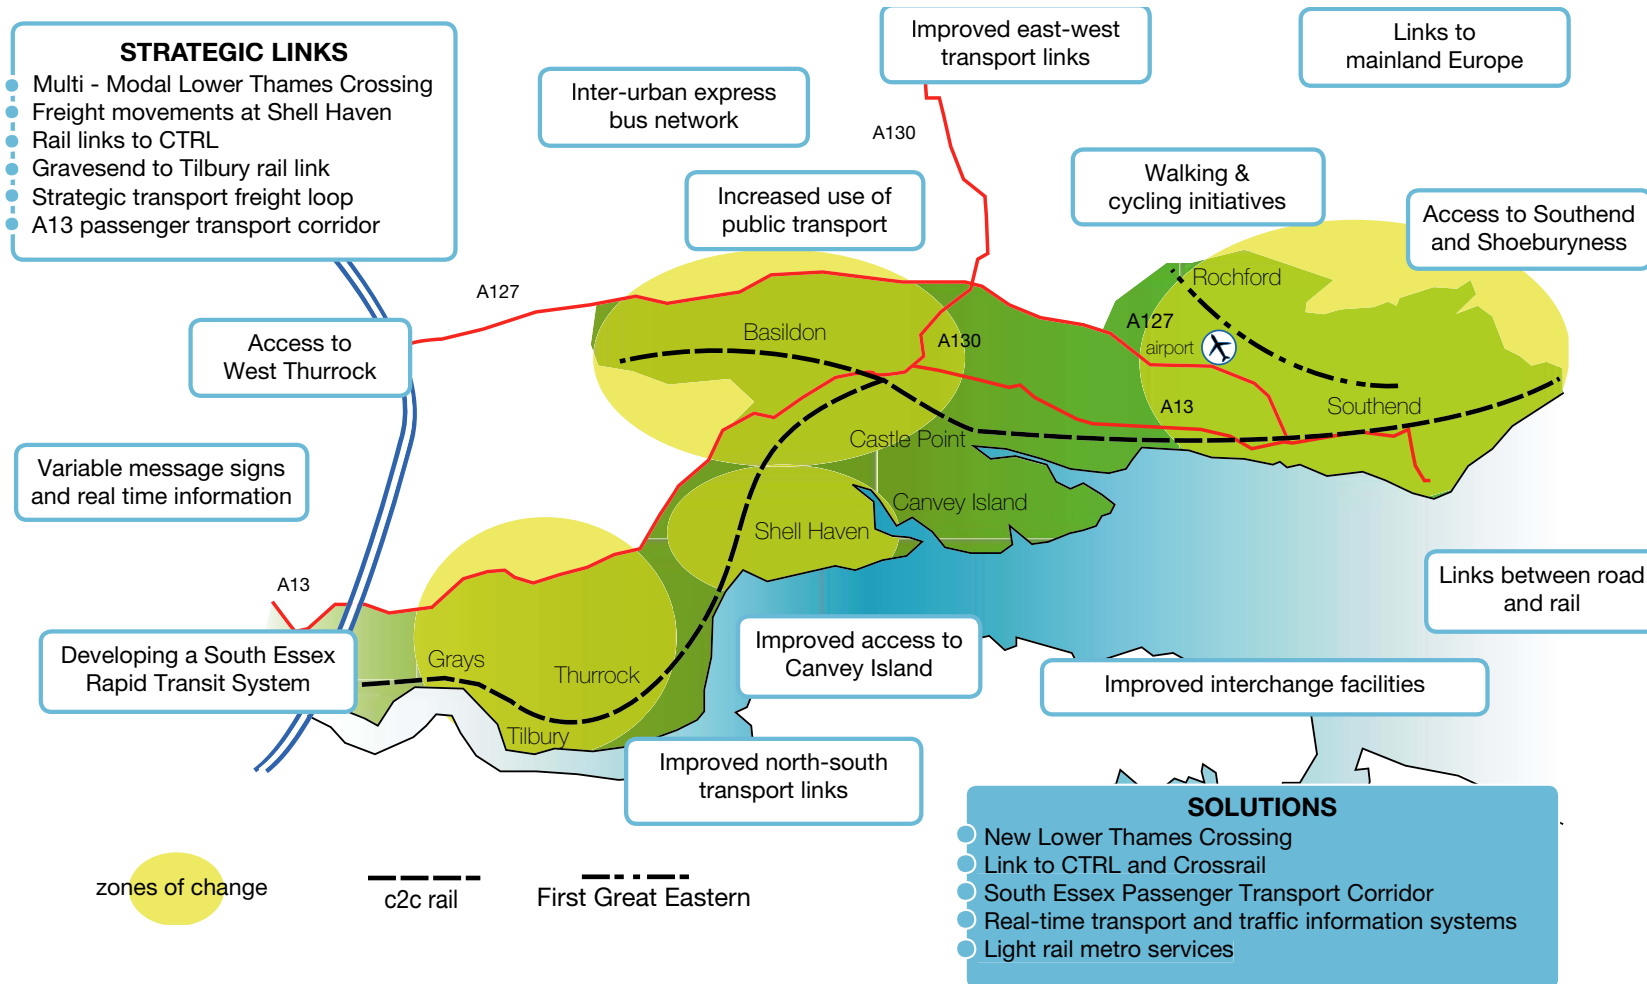 STRATEGIC LINKS
Multi - Modal Lower Thames Crossing
Freight movements at Shell Haven
Rail links to CTRL
Gravesend to Tilbury rail link
Strategic transport freight loop
A13 passenger transport corridor
Inter-urban express
bus network
Improved east-west
transport links
Links to
mainland Europe
A130
Increased use of
public transport
Walking &
cycling initiatives
Access to Southend
and Shoeburyness
A127
Rochford
Access to
West Thurrock
Basildon
A130
A127
airport
A13
Southend
Castle Point
Variable message signs
and real time information
Canvey Island
Shell Haven
Links between road
and rail
A13
Developing a South Essex
Rapid Transit System
Grays
Thurrock
Tilbury
Improved access to
Canvey Island
Improved interchange facilities
Improved north-south
transport links
SOLUTIONS
New Lower Thames Crossing
Link to CTRL and Crossrail
South Essex Passenger Transport Corridor
Real-time transport and traffic information systems
Light rail metro services
zones of change
c2c rail
First Great Eastern